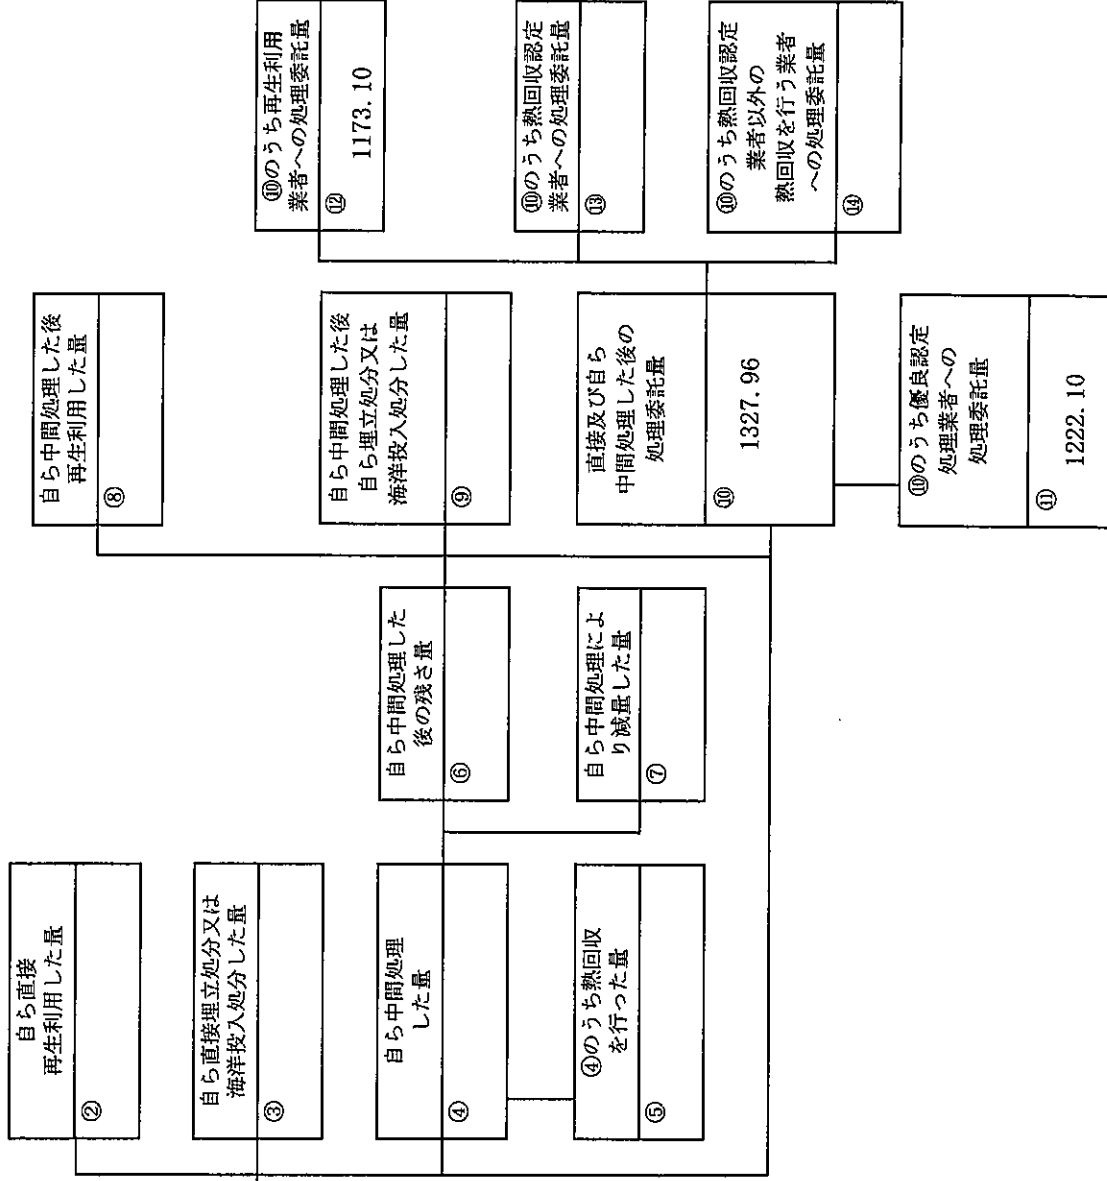 自ら直接
再生利用した量
②
自ら直接埋立処分又は
海洋投入処分した量
③
自ら中間処理
した量
④
④のうち熱回収
を行った量
⑤
自ら中間処理した
後の残さ量
⑥
自ら中間処理によ
り減量した量
⑦
自ら中間処理した後
再生利用した量
⑧
自ら中間処理した後
自ら埋立処分又は
海洋投入処分した量
⑨
直接及び自ら
中間処理した後の
処理委託量
⑩
1327.96
⑩のうち優良認定
処理業者への
処理委託量
⑪
1222.10
⑩のうち再生利用
業者への処理委託量
⑫
1173.10
⑩のうち熱回収認定
業者への処理委託量
⑬
⑩のうち熱回収認定
業者以外の
熱回収を行う業者
への処理委託量
⑭